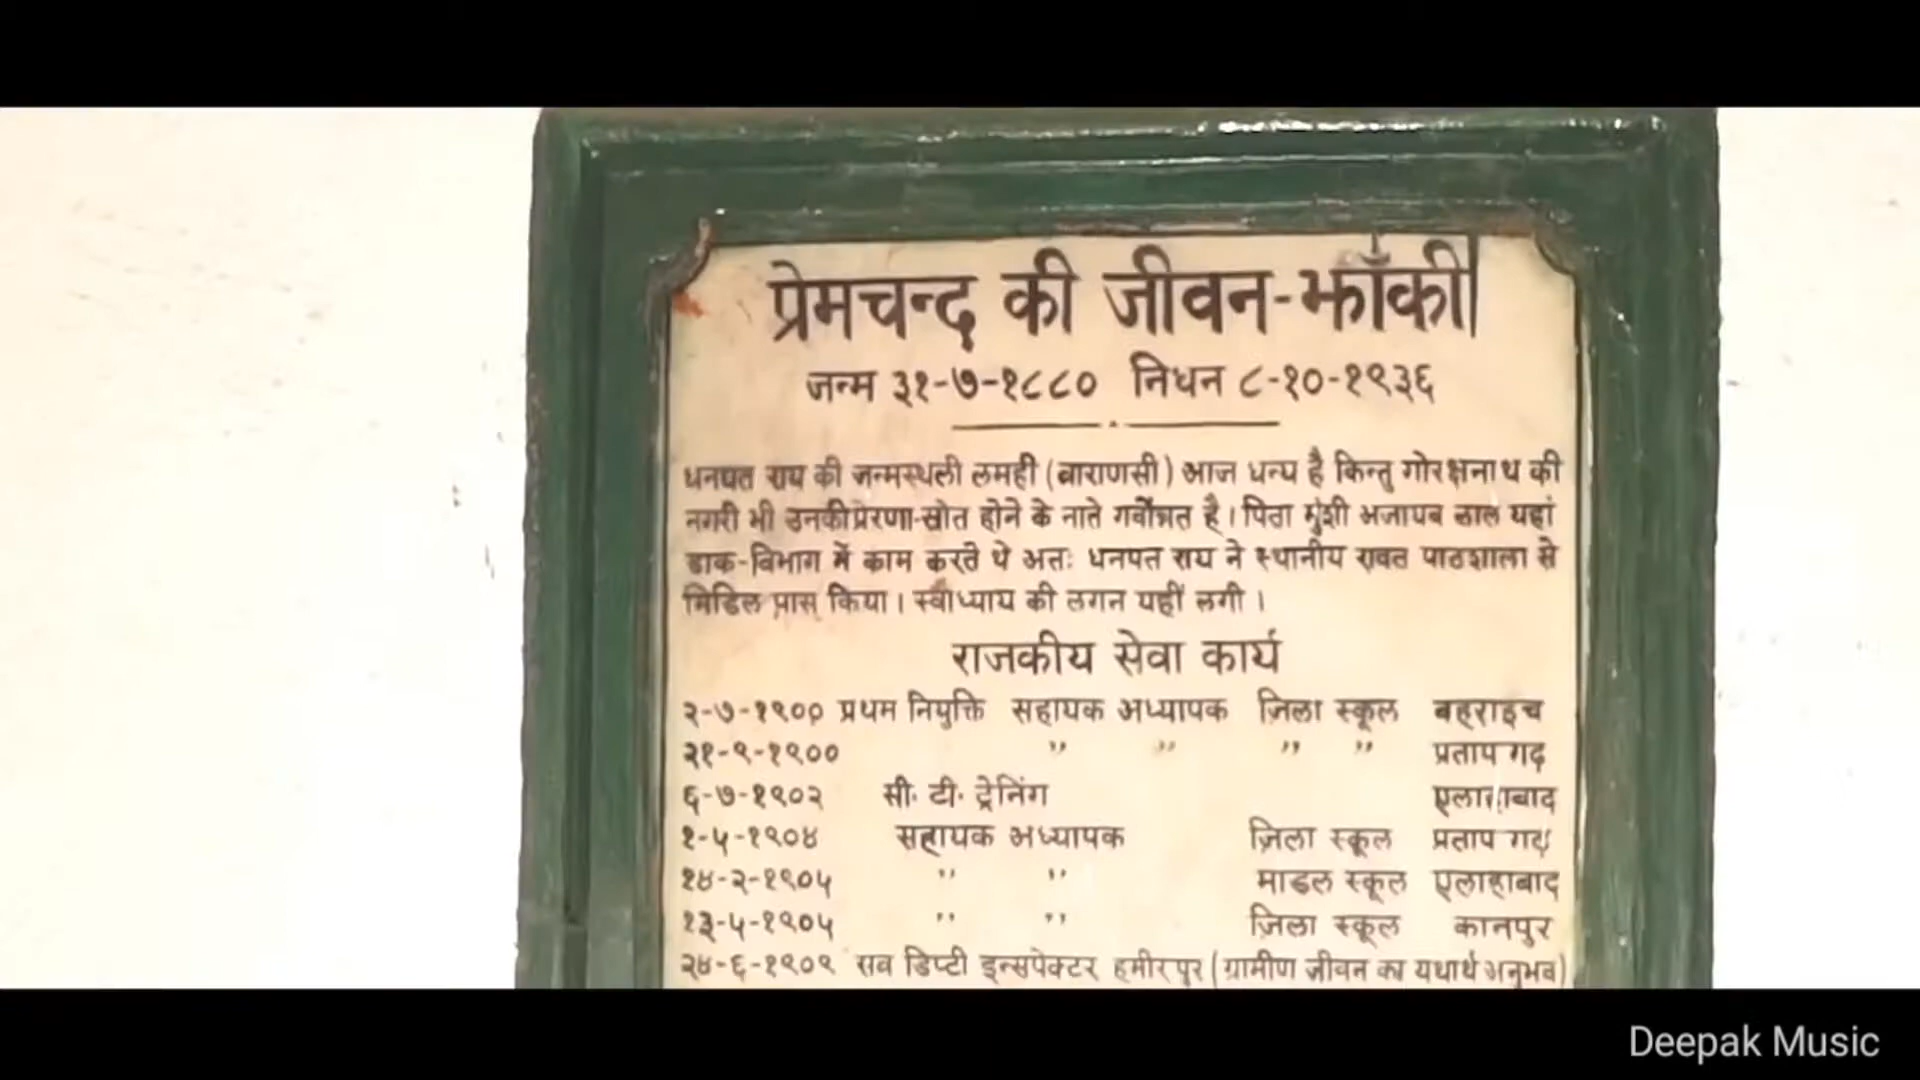 प्रेमचन्द की जीवन-झाँकी
जन्म ३१-७-१८८० निधन ८-१०-१९३६
धनपत राय की जन्मस्थली लमही (वाराणसी) आज धन्य है किन्तु गोरक्षनाथ की
नगरी भी उनकी प्रेरणा-स्रोत होने के नाते गर्वोन्नत है। पिता मुंशी अजायब लाल यहां
डाक-विभाग में काम करते थे अतः धनपत राय ने स्थानीय रावत पाठशाला से
मिडिल पास किया। स्वाध्याय की लगन यहीं लगी।
राजकीय सेवा कार्य
२-७-१९०० प्रथम नियुक्ति सहायक अध्यापक ज़िला स्कूल बहराइच
२१-९-१९०० " " " " प्रताप गढ़
६-७-१९०२ सी. टी. ट्रेनिंग एलाहाबाद
१-५-१९०४ सहायक अध्यापक ज़िला स्कूल प्रताप गढ़
१४-२-१९०५ " " माडल स्कूल एलाहाबाद
१३-५-१९०५ " " ज़िला स्कूल कानपुर
२४-६-१९०९ सब डिप्टी इन्सपेक्टर हमीरपुर (ग्रामीण जीवन का यथार्थ अनुभव)
Deepak Music